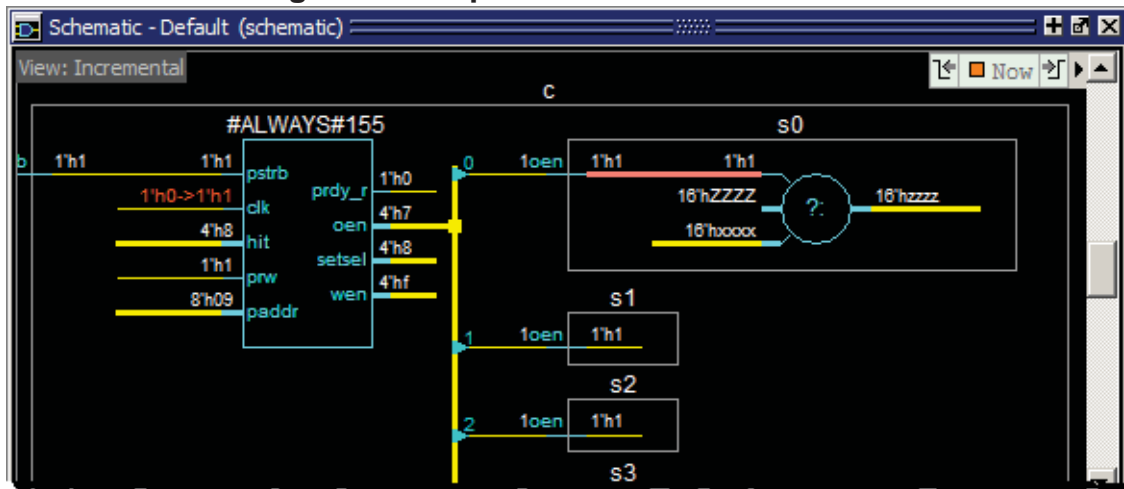 Schematic - Default (schematic)
View: Incremental
Now
c
#ALWAYS#155
s0
b 1'h1 1'h1 pstrb
1'h0->1'h1 clk
4'h8 hit
1'h1 prw
8'h09 paddr
prdy_r 1'h0
oen 4'h7
setsel 4'h8
wen 4'hf
0 1oen 1'h1 1'h1
16'hZZZZ
?: 16'hzzzz
16'hxxxx
s1
1 1oen 1'h1
s2
2 1oen 1'h1
s3